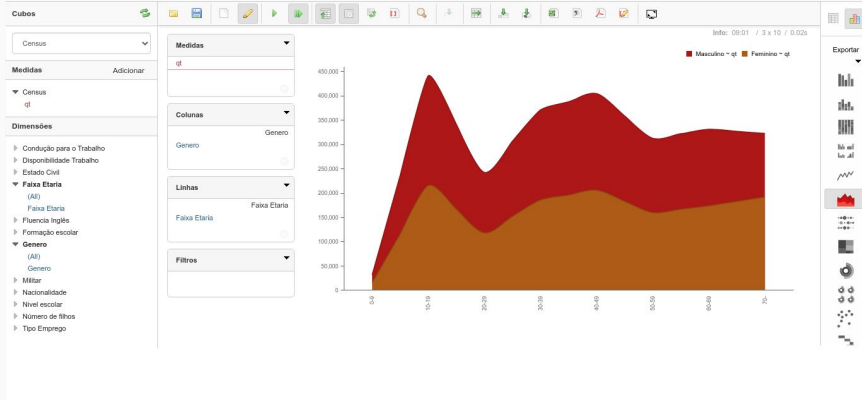 Cubos
Census
Medidas Adicionar
Census
qt
Dimensões
Condução para o Trabalho
Disponibilidade Trabalho
Estado Civil
Faixa Etaria
(All)
Faixa Etaria
Fluencia Inglês
Formação escolar
Genero
(All)
Genero
Militar
Nacionalidade
Nivel escolar
Número de filhos
Tipo Emprego
Medidas
qt
Colunas
Genero
Genero
Linhas
Faixa Etaria
Faixa Etaria
Filtros
Info: 09:01 / 3 x 10 / 0.02s
Masculino ~ qt Feminino ~ qt
450,000
400,000
350,000
300,000
250,000
200,000
150,000
100,000
50,000
0
0-9
10-19
20-29
30-39
40-49
50-59
60-69
70-
Exportar